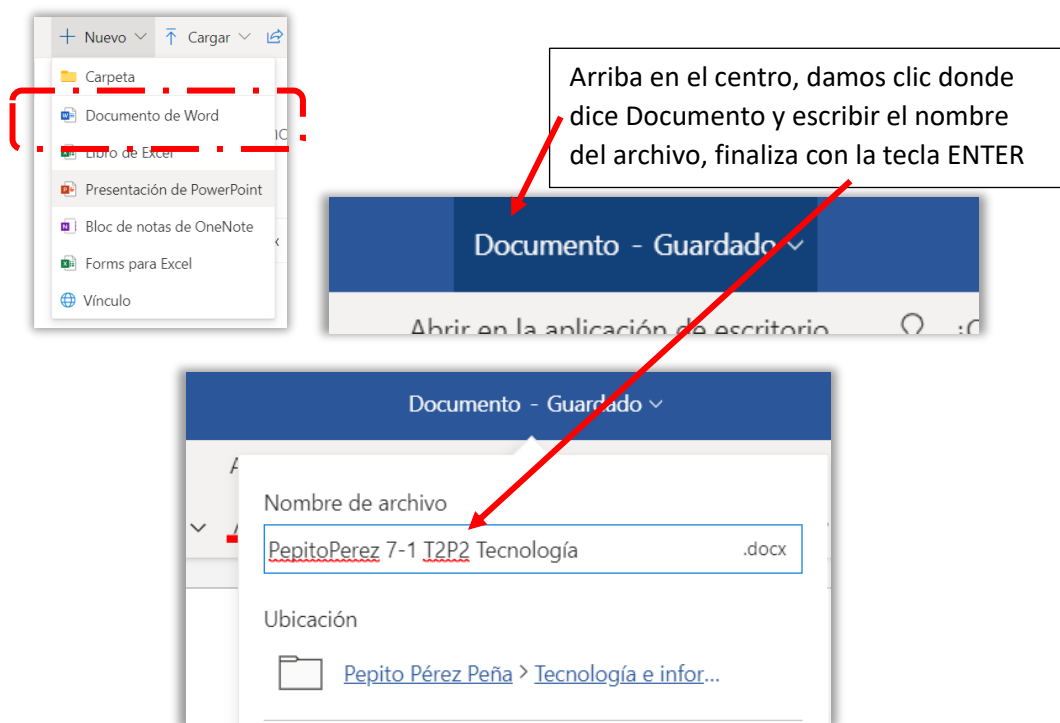 Nuevo Cargar
Carpeta
Documento de Word
Libro de Excel
Presentación de PowerPoint
Bloc de notas de OneNote
Forms para Excel
Vínculo
Arriba en el centro, damos clic donde
dice Documento y escribir el nombre
del archivo, finaliza con la tecla ENTER
Documento - Guardado
Abrir en la aplicación de escritorio
Documento - Guardado
Nombre de archivo
PepitoPerez 7-1 T2P2 Tecnología .docx
Ubicación
Pepito Pérez Peña > Tecnología e infor...